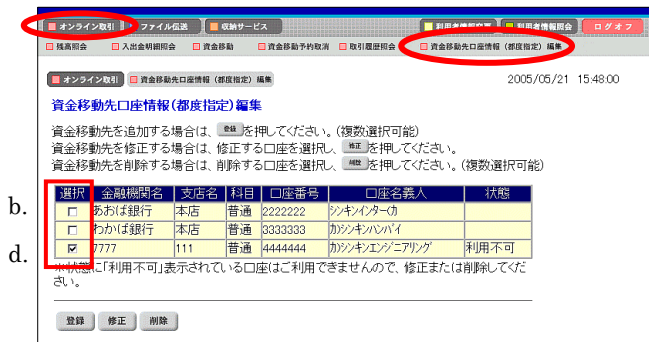 オンライン取引 ファイル伝送 収納サービス 利用者情報変更 利用者情報照会 ログオフ
残高照会 入出金明細照会 資金移動 資金移動予約取消 取引履歴照会 資金移動先口座情報（都度指定）編集
オンライン取引 資金移動先口座情報（都度指定）編集 2005/05/21 15:48:00
資金移動先口座情報(都度指定)編集
資金移動先を追加する場合は、登録を押してください。(複数選択可能)
資金移動先を修正する場合は、修正する口座を選択し、修正を押してください。
資金移動先を削除する場合は、削除する口座を選択し、削除を押してください。(複数選択可能)
選択 金融機関名 支店名 科目 口座番号 口座名義人 状態
b. あおば銀行 本店 普通 2222222 シンキンインターカ)
わかば銀行 本店 普通 3333333 カ)シンキンハンバイ
d. 7777 111 普通 4444444 カ)シンキンエンジニアリング 利用不可
※状態に「利用不可」表示されている口座はご利用できませんので、修正または削除してくだ
さい。
登録 修正 削除